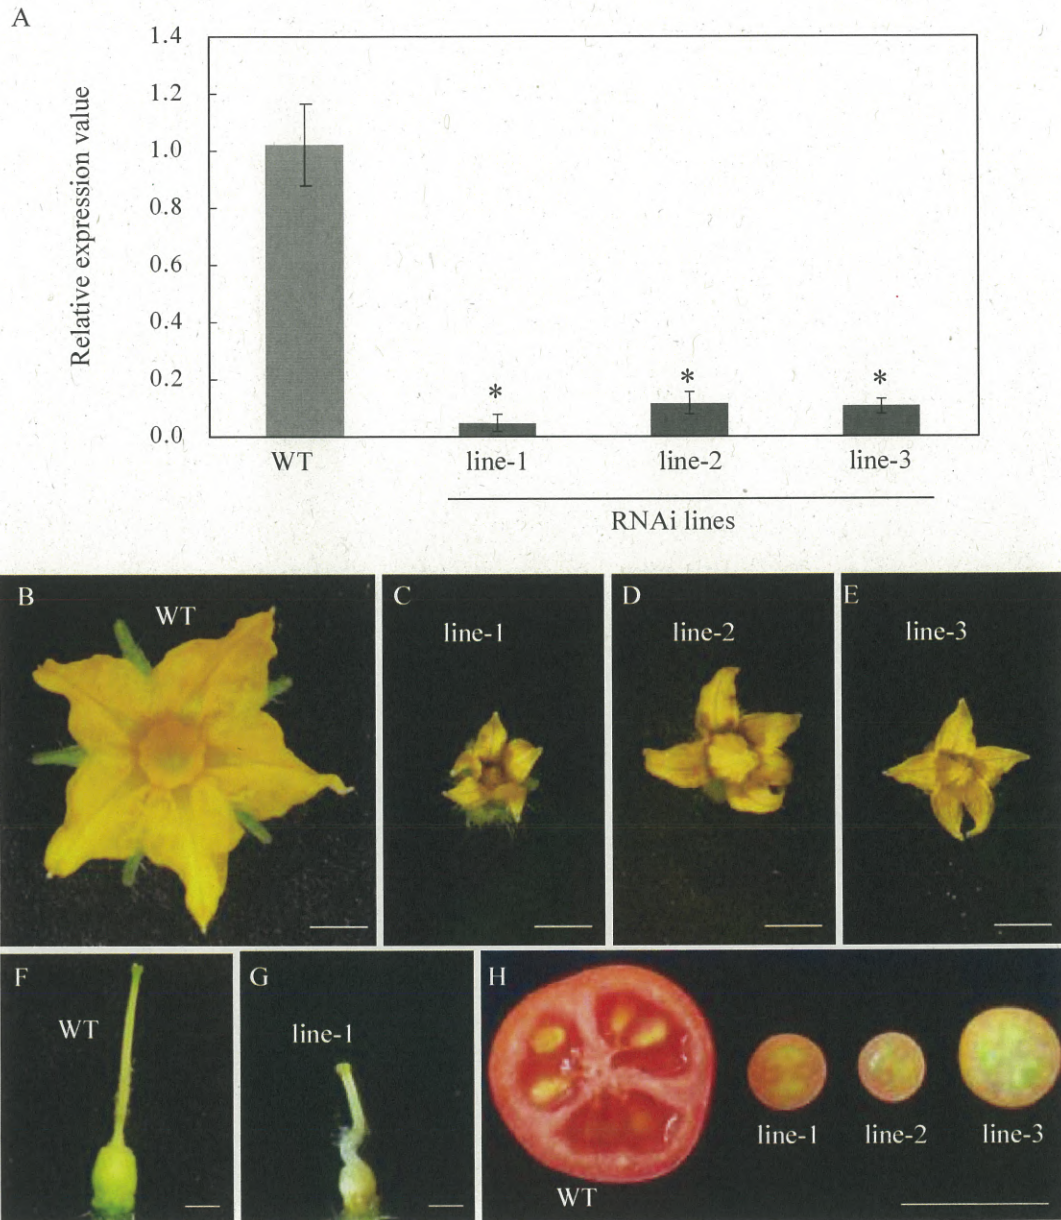 A
Relative expression value
1.4
1.2
1.0
0.8
0.6
0.4
0.2
0.0
*
*
*
WT
line-1
line-2
line-3
RNAi lines
B
WT
C
line-1
D
line-2
E
line-3
F
WT
G
line-1
H
WT
line-1
line-2
line-3